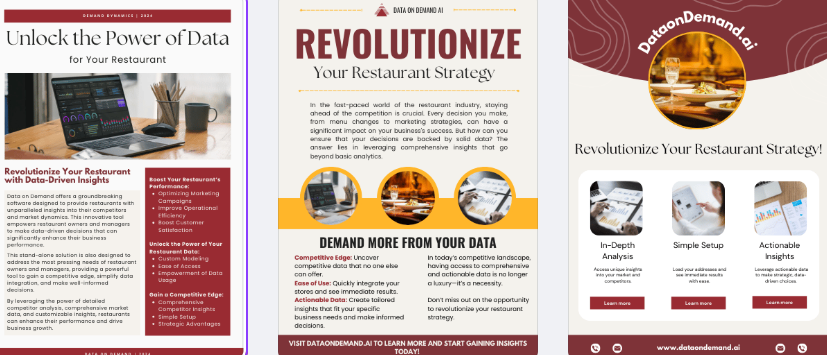 DEMAND DYNAMICS | 2024
Unlock the Power of Data
for Your Restaurant
Revolutionize Your Restaurant
with Data-Driven Insights
Data on Demand offers a groundbreaking
software designed to provide restaurants with
unparalleled insights into their competitors
and market dynamics. This innovative tool
empowers restaurant owners and managers
to make data-driven decisions that can
significantly enhance their business
performance.
This stand-alone solution is also designed to
address the most pressing needs of restaurant
owners and managers, providing a powerful
tool to gain a competitive edge, simplify data
integration, and make well-informed
decisions.
By leveraging the power of detailed
competitor analysis, comprehensive market
data, and customizable insights, restaurants
can enhance their performance and drive
business growth.
Boost Your Restaurant's
Performance:
Optimizing Marketing
Campaigns
Improve Operational
Efficiency
Boost Customer
Satisfaction
Unlock the Power of Your
Restaurant Data:
Custom Modeling
Ease of Access
Empowerment of Data
Usage
Gain a Competitive Edge:
Comprehensive
Competitor Insights
Simple Setup
Strategic Advantages
DATA ON DEMAND | 2024
DATA ON DEMAND AI
REVOLUTIONIZE
Your Restaurant Strategy
In the fast-paced world of the restaurant industry, staying
ahead of the competition is crucial. Every decision you make,
from menu changes to marketing strategies, can have a
significant impact on your business's success. But how can you
ensure that your decisions are backed by solid data? The
answer lies in leveraging comprehensive insights that go
beyond basic analytics.
DEMAND MORE FROM YOUR DATA
Competitive Edge: Uncover
competitive data that no one else
can offer.
Ease of Use: Quickly integrate your
stores and see immediate results.
Actionable Data: Create tailored
insights that fit your specific
business needs and make informed
decisions.
In today's competitive landscape,
having access to comprehensive
and actionable data is no longer
a luxury—it's a necessity.
Don't miss out on the opportunity
to revolutionize your restaurant
strategy.
VISIT DATAONDEMAND.AI TO LEARN MORE AND START GAINING INSIGHTS
TODAY!
DataonDemand.ai
Revolutionize Your Restaurant Strategy!
In-Depth
Analysis
Access unique insights
into your market and
competitors.
Learn more
Simple Setup
Load your addresses and
see immediate results
with ease.
Learn more
Actionable
Insights
Leverage actionable data
to make strategic, data-
driven choices.
Learn more
www.dataondemand.ai